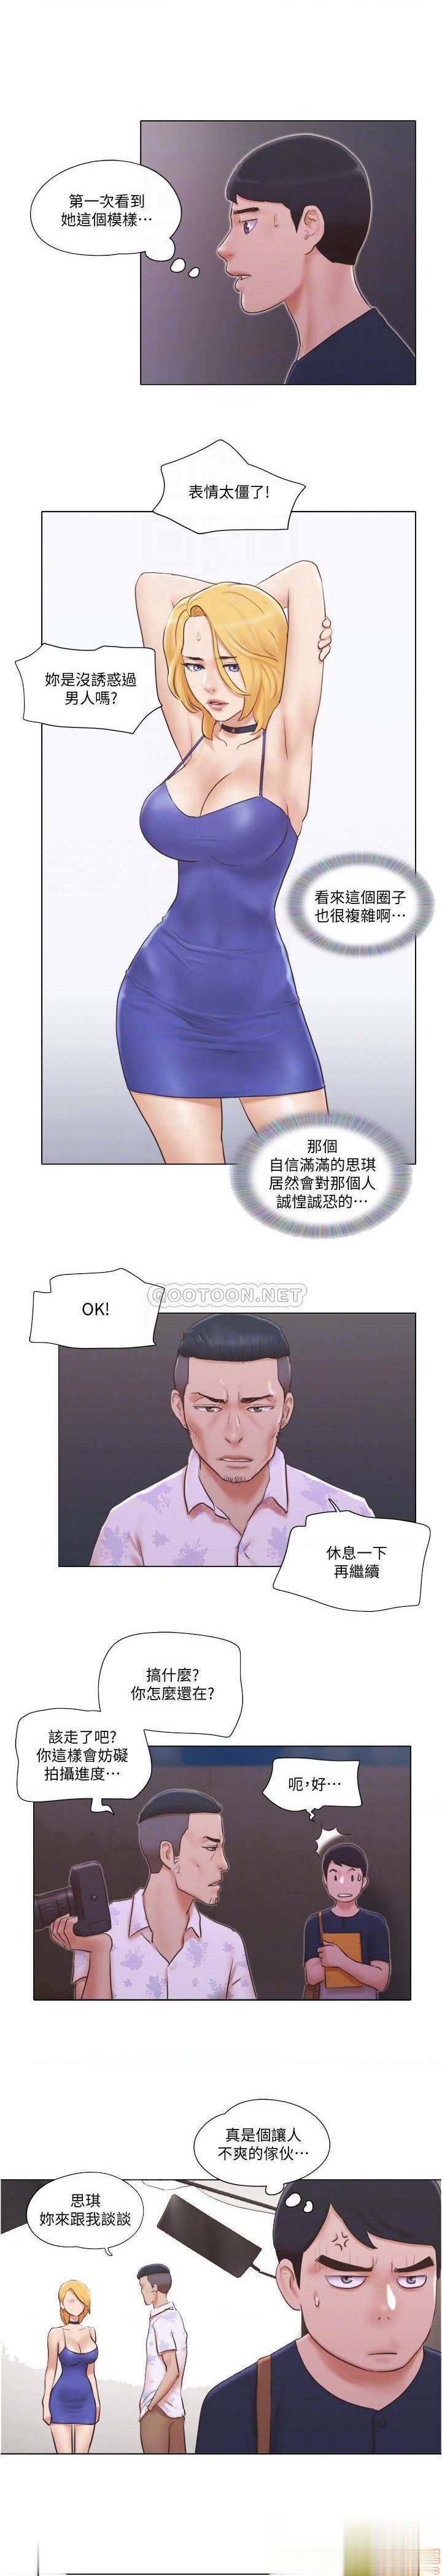 第一次看到
她這個模樣…
表情太僵了!
妳是沒誘惑過
男人嗎?
看來這個圈子
也很複雜啊…
那個
自信滿滿的思琪
居然會對那個人
誠惶誠恐的…
GOOTOON.NET
OK!
休息一下
再繼續
搞什麼?
你怎麼還在?
該走了吧?
你這樣會妨礙
拍攝進度…
呃,好…
真是個讓人
不爽的傢伙…
思琪
妳來跟我談談